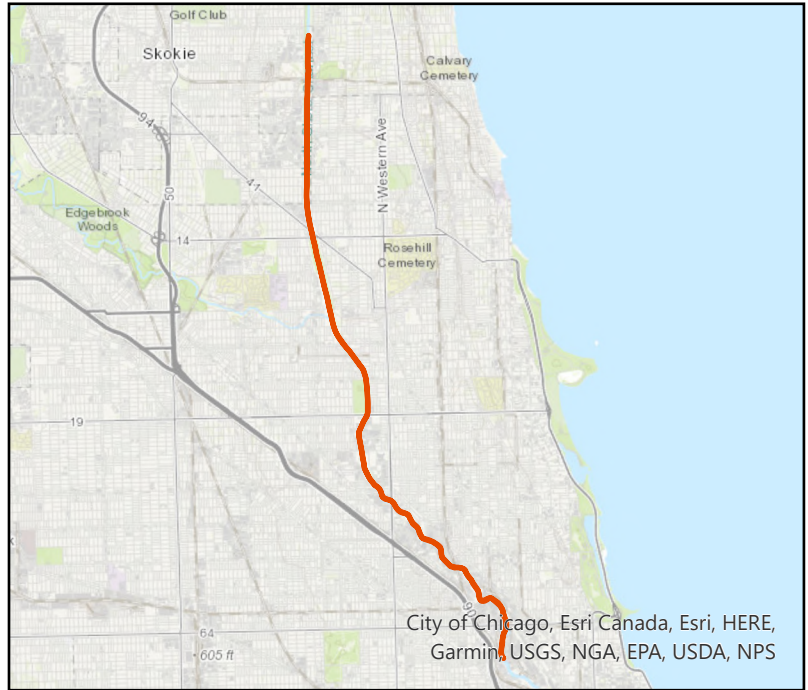 Golf Club
Skokie
Calvary
Cemetery
94
N Western Ave
50
41
Edgebrook
Woods
14
Rosehill
Cemetery
19
90
City of Chicago, Esri Canada, Esri, HERE,
64
Garmin, USGS, NGA, EPA, USDA, NPS
605 ft